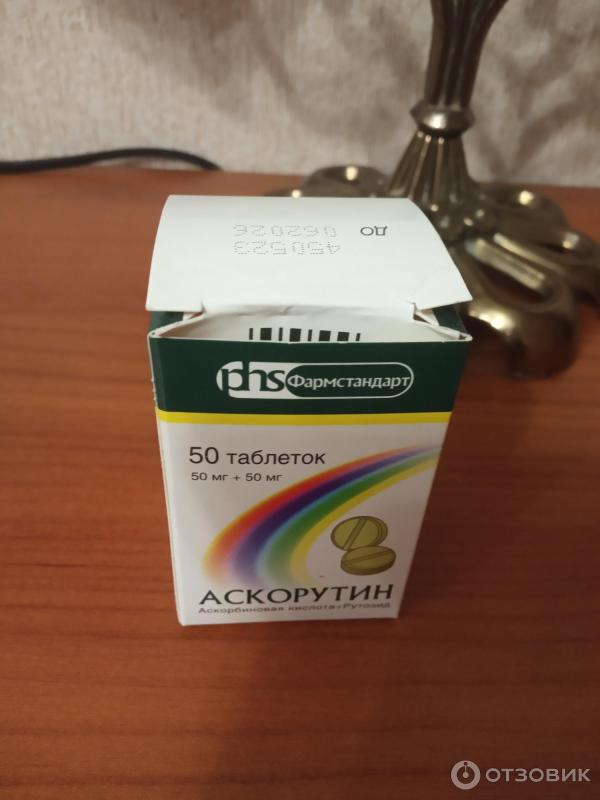 450523
ДО 062026
phs Фармстандарт
50 таблеток
50 мг + 50 мг
АСКОРУТИН
Аскорбиновая кислота+Рутозид
ОТЗОВИК